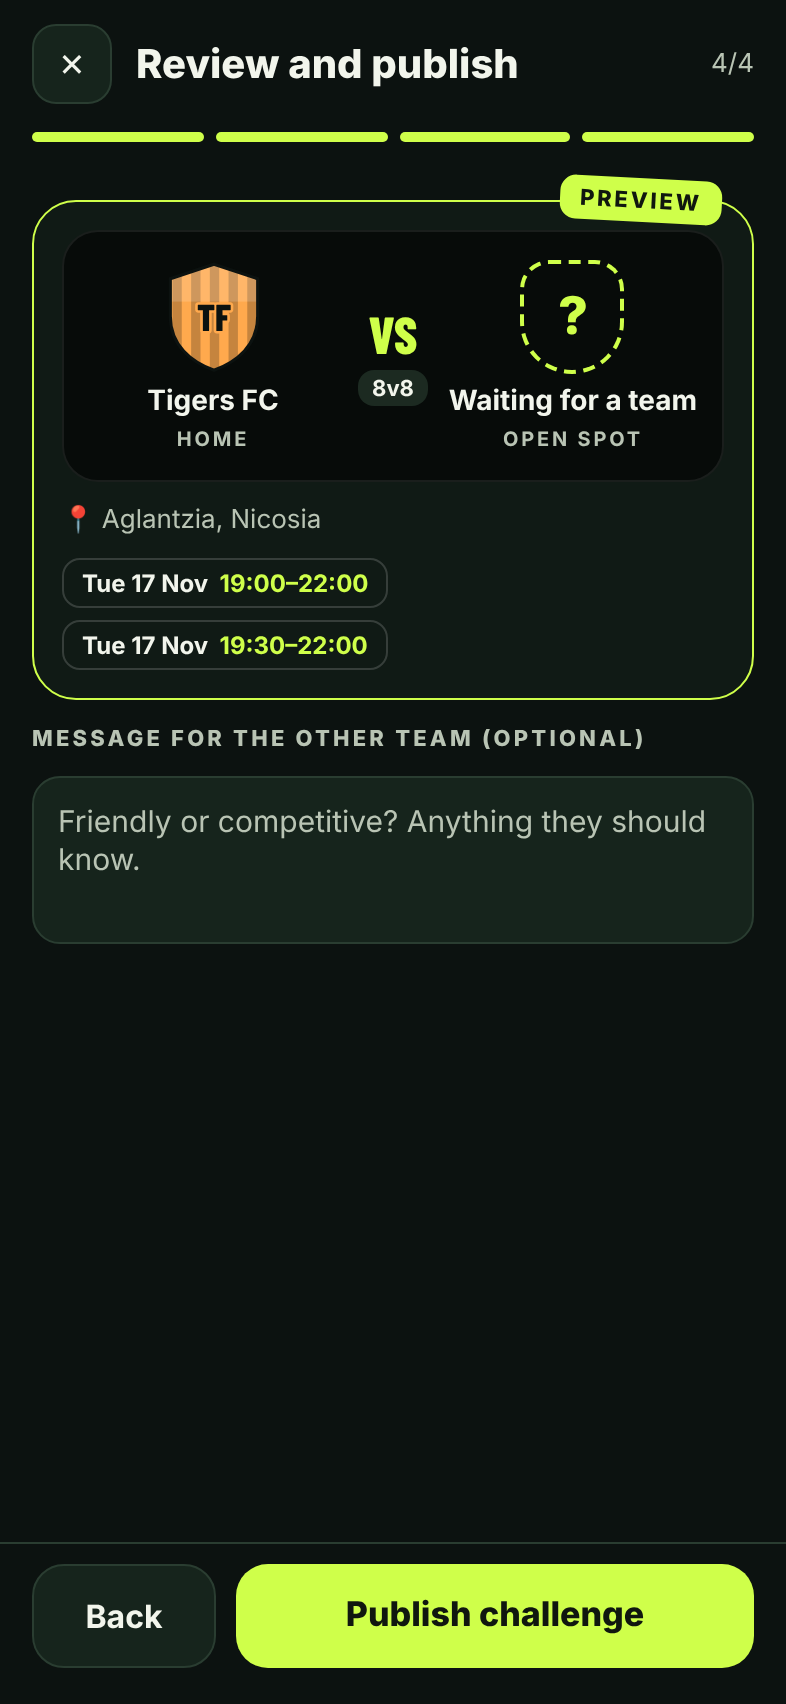 × Review and publish 4/4
PREVIEW
TF
VS
?
8v8
Tigers FC
Waiting for a team
HOME
OPEN SPOT
📍 Aglantzia, Nicosia
Tue 17 Nov 19:00–22:00
Tue 17 Nov 19:30–22:00
MESSAGE FOR THE OTHER TEAM (OPTIONAL)
Friendly or competitive? Anything they should
know.
Back
Publish challenge